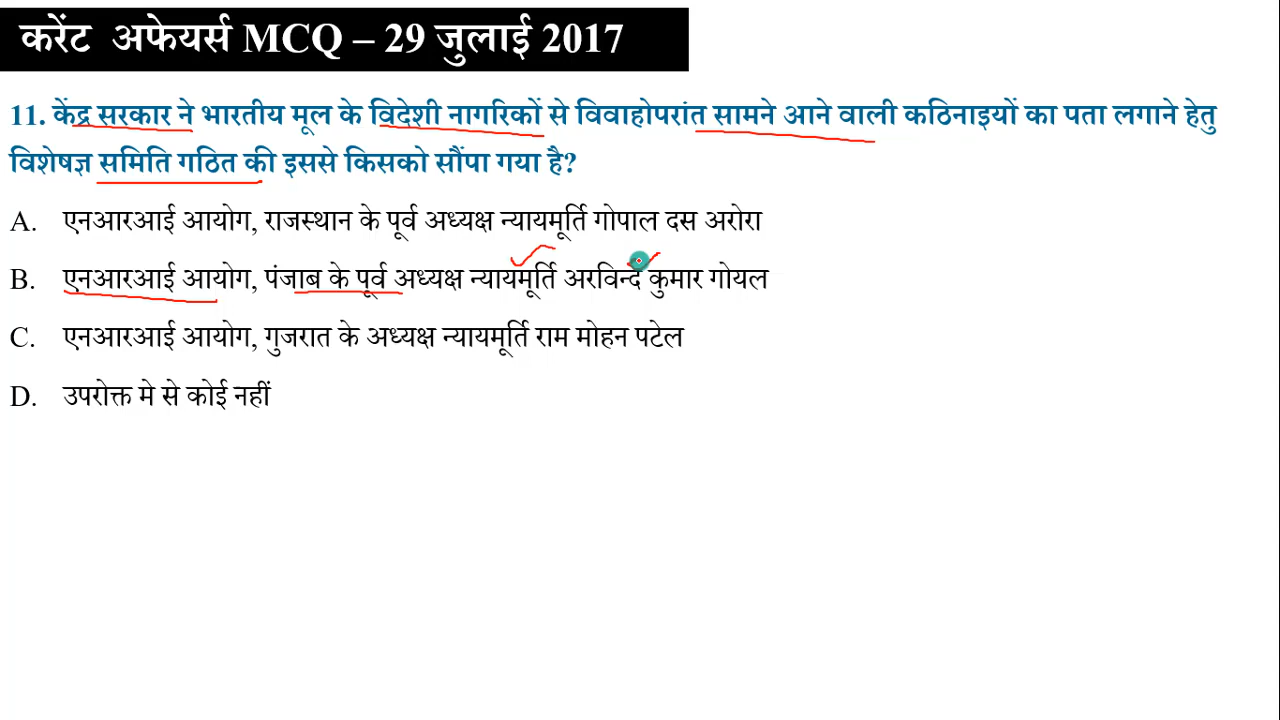 करेंट अफेयर्स MCQ – 29 जुलाई 2017
11. केंद्र सरकार ने भारतीय मूल के विदेशी नागरिकों से विवाहोपरांत सामने आने वाली कठिनाइयों का पता लगाने हेतु
विशेषज्ञ समिति गठित की इससे किसको सौंपा गया है?
A. एनआरआई आयोग, राजस्थान के पूर्व अध्यक्ष न्यायमूर्ति गोपाल दस अरोरा
B. एनआरआई आयोग, पंजाब के पूर्व अध्यक्ष न्यायमूर्ति अरविन्द कुमार गोयल
C. एनआरआई आयोग, गुजरात के अध्यक्ष न्यायमूर्ति राम मोहन पटेल
D. उपरोक्त मे से कोई नहीं